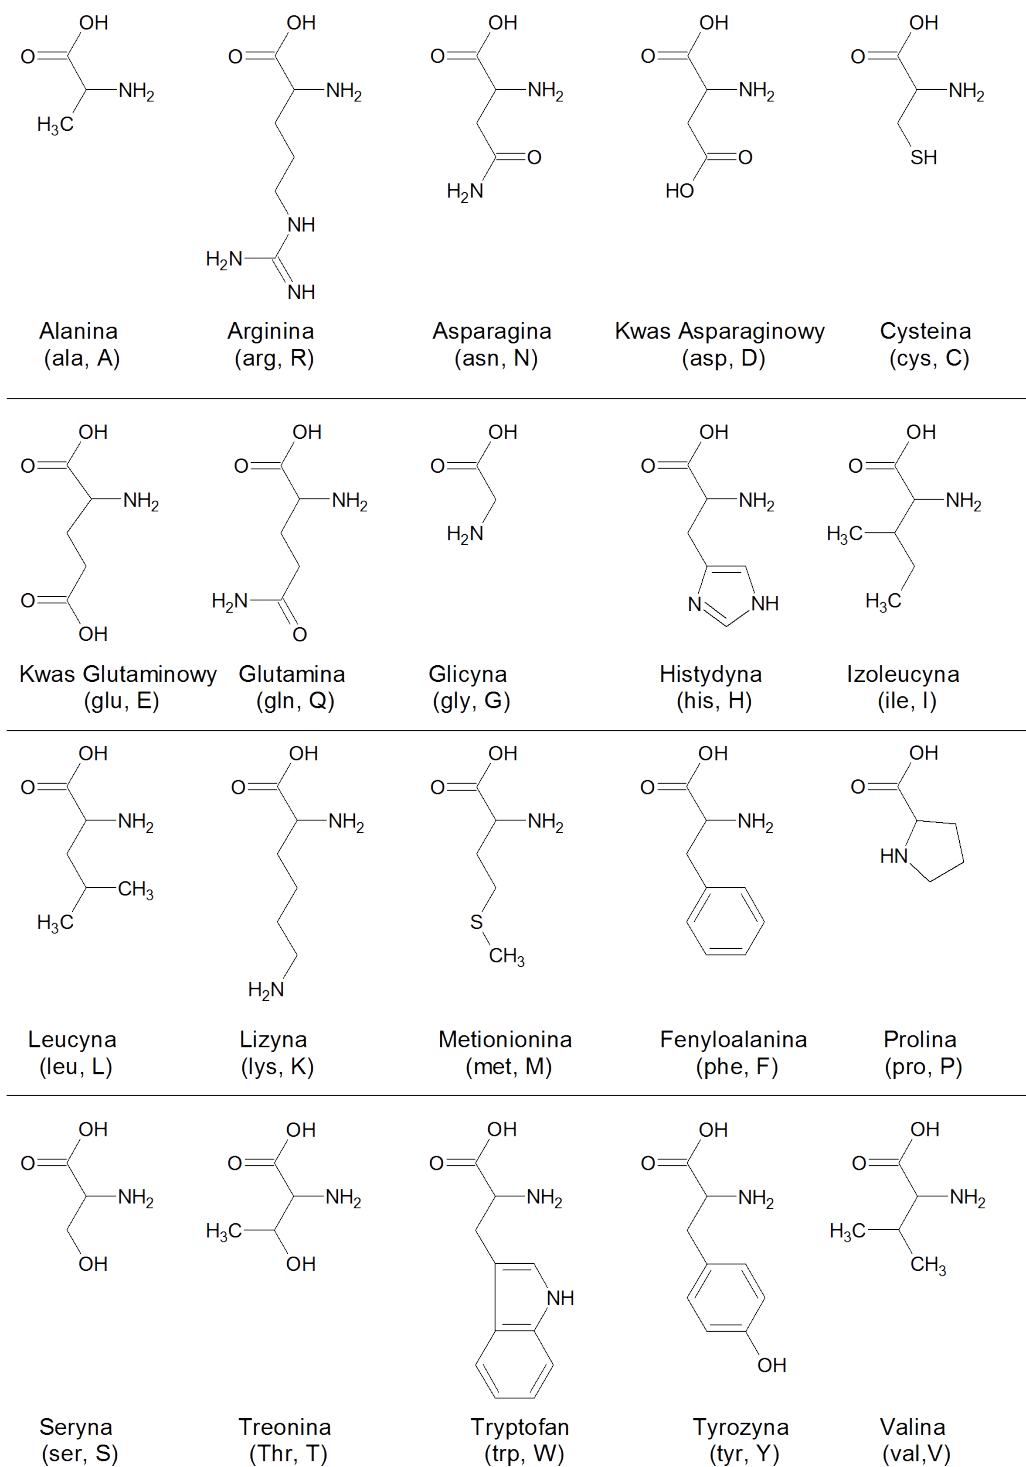 OH OH OH OH OH
O O O O O
NH₂ NH₂ NH₂ NH₂ NH₂
H₃C
O O SH
H₂N HO
NH
H₂N
NH
Alanina Arginina Asparagina Kwas Asparaginowy Cysteina
(ala, A) (arg, R) (asn, N) (asp, D) (cys, C)
OH OH OH OH OH
O O O O O
NH₂ NH₂ NH₂ NH₂
H₂N H₃C
O H₂N N NH H₃C
OH O
Kwas Glutaminowy Glutamina Glicyna Histydyna Izoleucyna
(glu, E) (gln, Q) (gly, G) (his, H) (ile, I)
OH OH OH OH OH
O O O O O
NH₂ NH₂ NH₂ NH₂
HN
CH₃
H₃C S
CH₃
H₂N
Leucyna Lizyna Metionionina Fenyloalanina Prolina
(leu, L) (lys, K) (met, M) (phe, F) (pro, P)
OH OH OH OH OH
O O O O O
NH₂ NH₂ NH₂ NH₂ NH₂
H₃C H₃C
OH OH CH₃
NH
OH
Seryna Treonina Tryptofan Tyrozyna Valina
(ser, S) (Thr, T) (trp, W) (tyr, Y) (val,V)